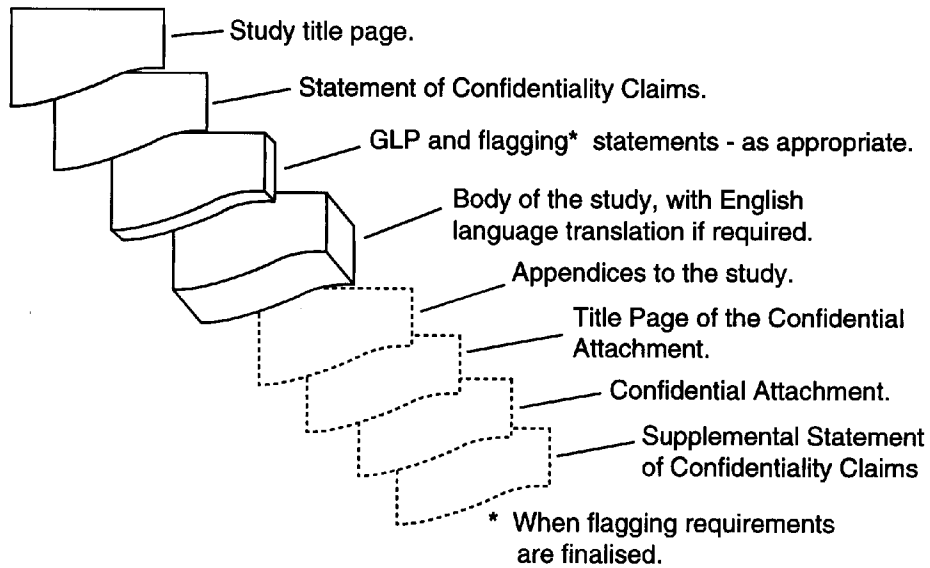 Study title page.
Statement of Confidentiality Claims.
GLP and flagging* statements - as appropriate.
Body of the study, with English
language translation if required.
Appendices to the study.
Title Page of the Confidential
Attachment.
Confidential Attachment.
Supplemental Statement
of Confidentiality Claims
* When flagging requirements
are finalised.